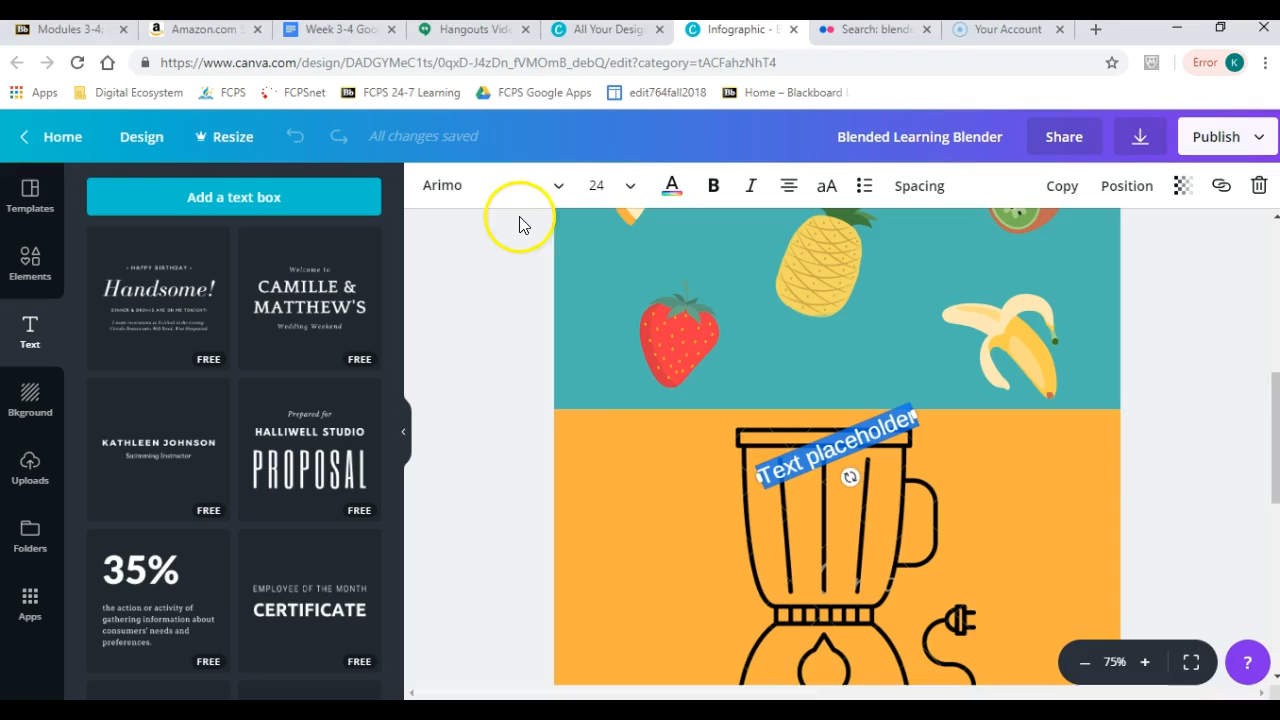 Modules 3-4:
Amazon.com
Week 3-4 Goo
Hangouts Vide
All Your Desig
Infographic - B
Search: blende
Your Account
https://www.canva.com/design/DADGYMeC1ts/0qxD-J4zDn_fVMOmB_debQ/edit?category=tACFahzNhT4
Error K
Apps
Digital Ecosystem
FCPS
FCPSnet
Bb FCPS 24-7 Learning
FCPS Google Apps
edit764fall2018
Bb Home – Blackboard
Home
Design
Resize
All changes saved
Blended Learning Blender
Share
Publish
Templates
Elements
Text
Bkground
Uploads
Folders
Apps
Add a text box
• HAPPY BIRTHDAY •
Handsome!
FREE
Welcome to
CAMILLE &
MATTHEW'S
Wedding Weekend
FREE
KATHLEEN JOHNSON
Swimming Instructor
FREE
Prepared for
HALLIWELL STUDIO
PROPOSAL
FREE
35%
the action or activity of
gathering information about
consumers' needs and
preferences.
FREE
EMPLOYEE OF THE MONTH
CERTIFICATE
FREE
Arimo
24
A
B
I
aA
Spacing
Copy
Position
Text placeholder
75%
?